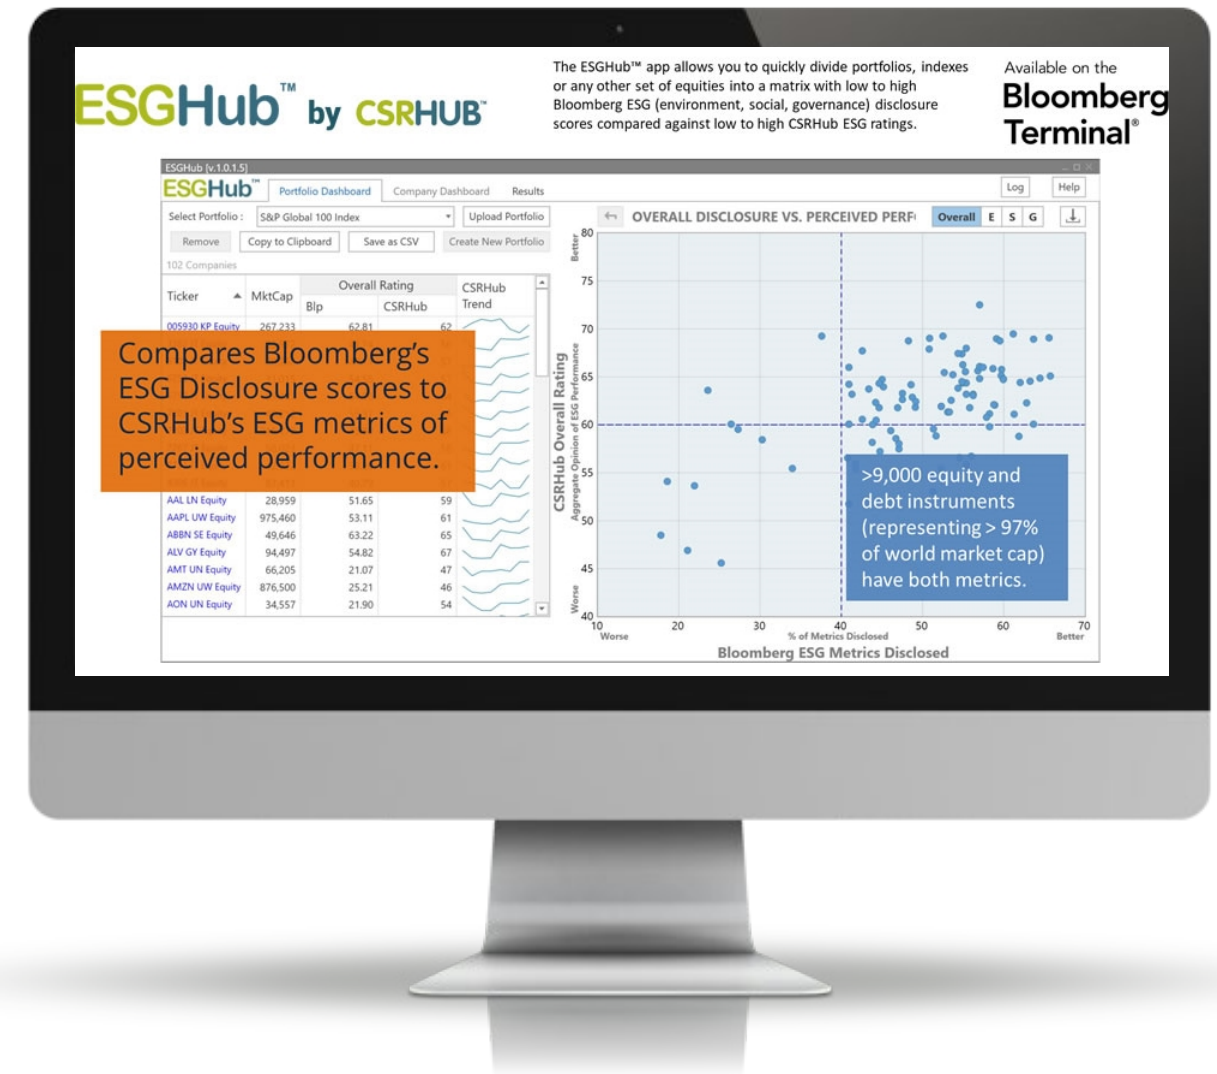 ESGHub™ by CSRHUB™
The ESGHub™ app allows you to quickly divide portfolios, indexes
or any other set of equities into a matrix with low to high
Bloomberg ESG (environment, social, governance) disclosure
scores compared against low to high CSRHub ESG ratings.
Available on the
Bloomberg
Terminal®
ESGHub [v.1.0.1.5]
ESGHub™ Portfolio Dashboard Company Dashboard Results Log Help
Select Portfolio : S&P Global 100 Index Upload Portfolio
Remove Copy to Clipboard Save as CSV Create New Portfolio
102 Companies
Ticker MktCap Overall Rating CSRHub Trend
Blp CSRHub
005930 KP Equity 267,233 62.81 62
Compares Bloomberg's
ESG Disclosure scores to
CSRHub's ESG metrics of
perceived performance.
AAL LN Equity 28,959 51.65 59
AAPL UW Equity 975,460 53.11 61
ABBN SE Equity 49,646 63.22 65
ALV GY Equity 94,497 54.82 67
AMT UN Equity 66,205 21.07 47
AMZN UW Equity 876,500 25.21 46
AON UN Equity 34,557 21.90 54
OVERALL DISCLOSURE VS. PERCEIVED PERF
Overall E S G
CSRHub Overall Rating
Aggregate Opinion of ESG Performance
Better
Worse
80
75
70
65
60
55
50
45
40
>9,000 equity and
debt instruments
(representing > 97%
of world market cap)
have both metrics.
10 20 30 40 50 60 70
Worse % of Metrics Disclosed Better
Bloomberg ESG Metrics Disclosed